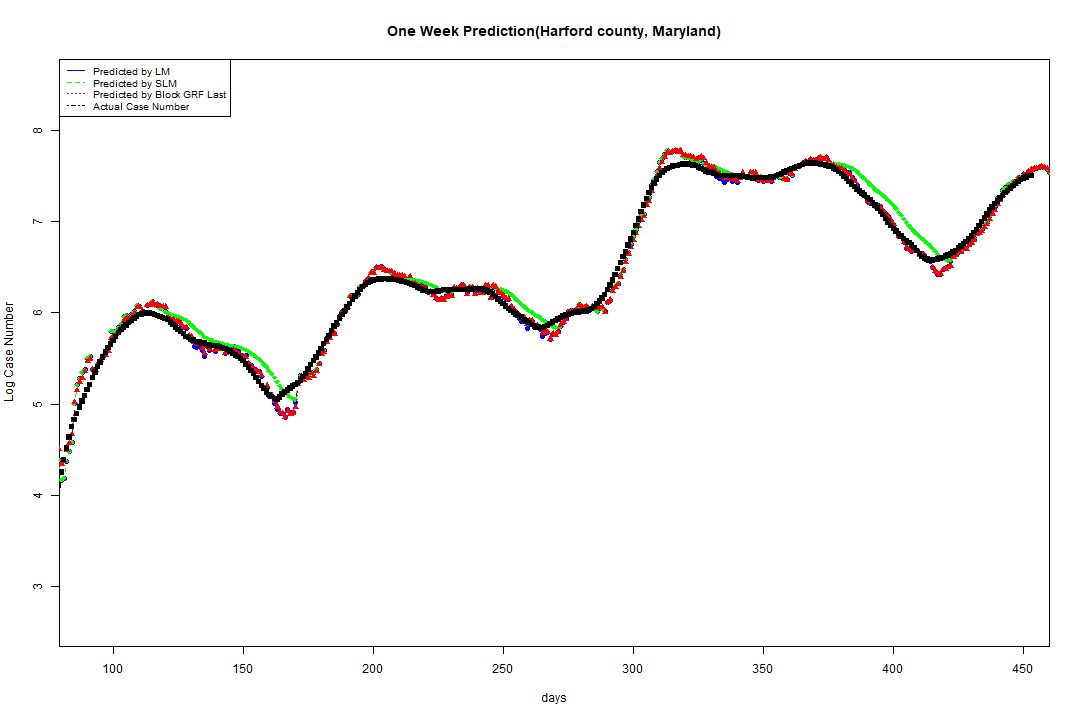 One Week Prediction(Harford county, Maryland)
Predicted by LM
Predicted by SLM
Predicted by Block GRF Last
Actual Case Number
Log Case Number
8
7
6
5
4
3
100 150 200 250 300 350 400 450
days